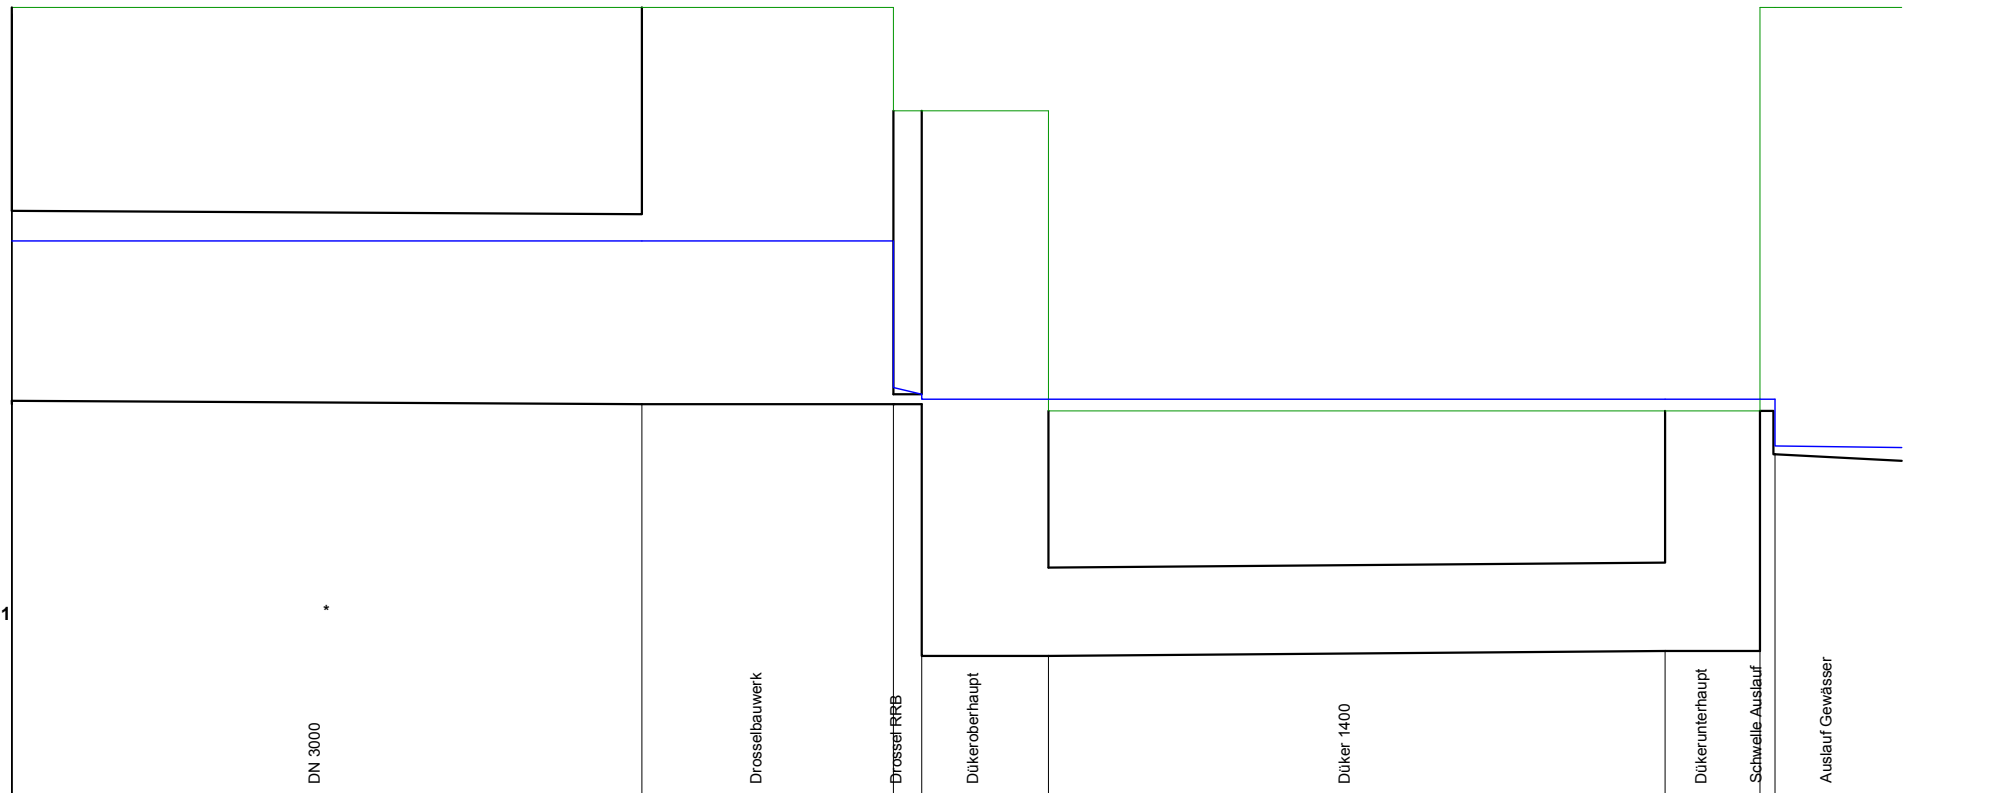 1
*
DN 3000
Drosselbauwerk
Drossel RRB
Dükeroberhaupt
Düker 1400
Dükerunterhaupt
Schwelle Auslauf
Auslauf Gewässer